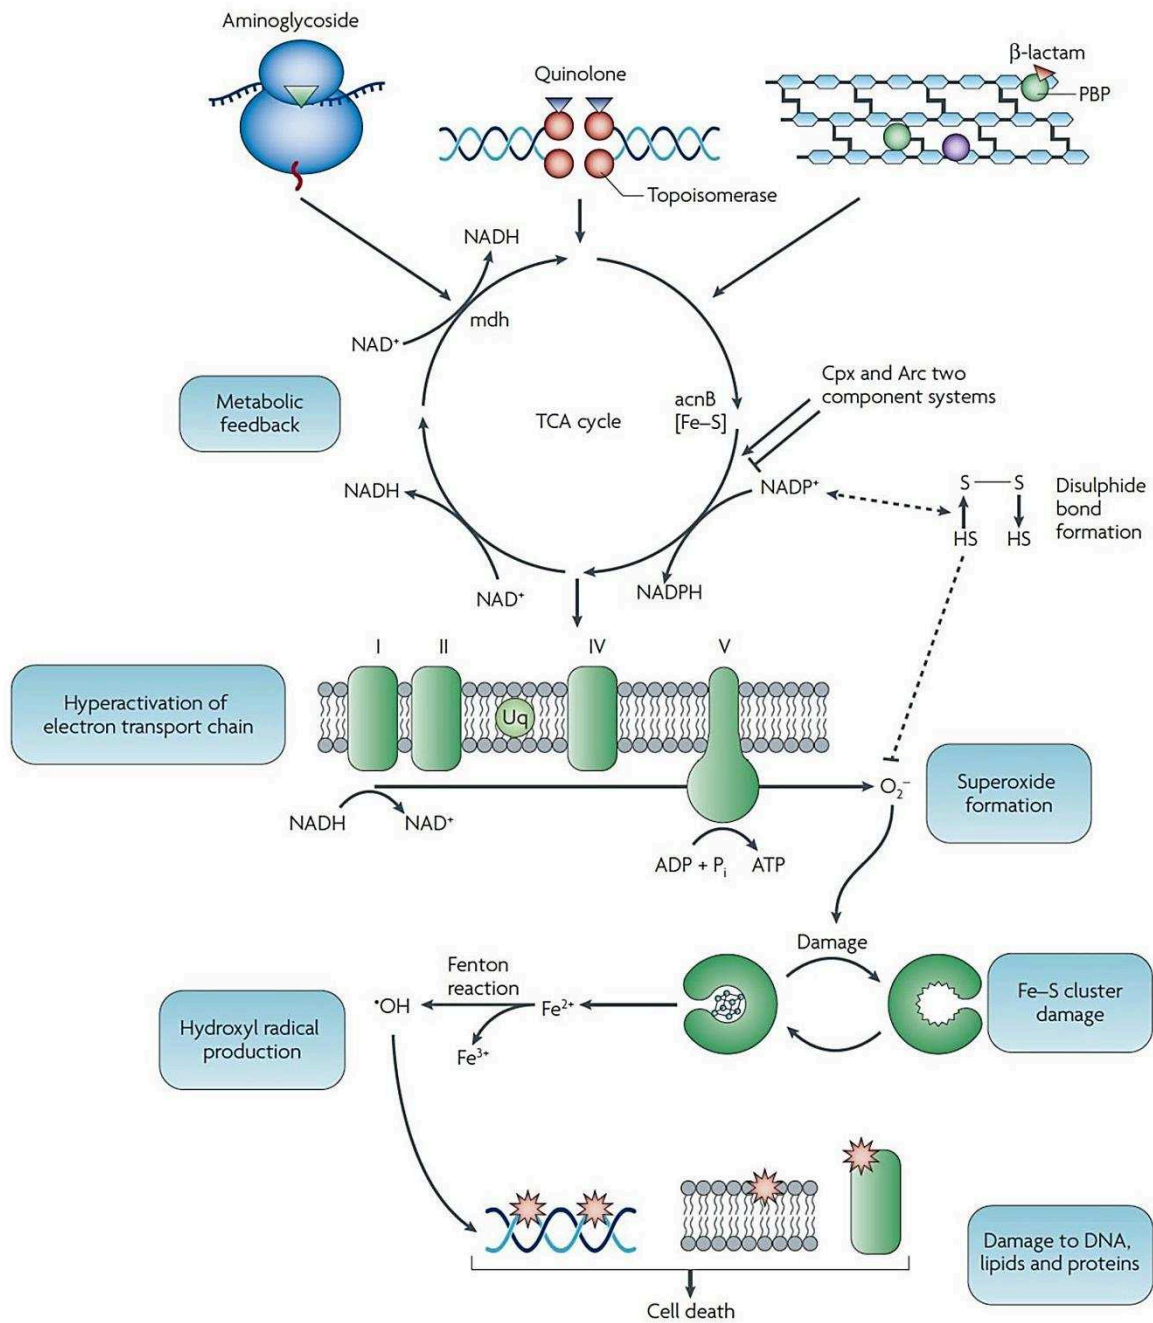 Aminoglycoside
Quinolone
β-lactam
PBP
Topoisomerase
NADH
mdh
NAD⁺
Metabolic
feedback
TCA cycle
acnB
[Fe–S]
Cpx and Arc two
component systems
NADP⁺
S S
HS HS
Disulphide
bond
formation
NADH
NAD⁺
NADPH
I II IV V
Hyperactivation of
electron transport chain
Uq
NADH NAD⁺
O₂⁻
Superoxide
formation
ADP + Pᵢ ATP
Damage
Fe–S cluster
damage
Fenton
reaction
•OH
Fe²⁺
Fe³⁺
Hydroxyl radical
production
Damage to DNA,
lipids and proteins
Cell death